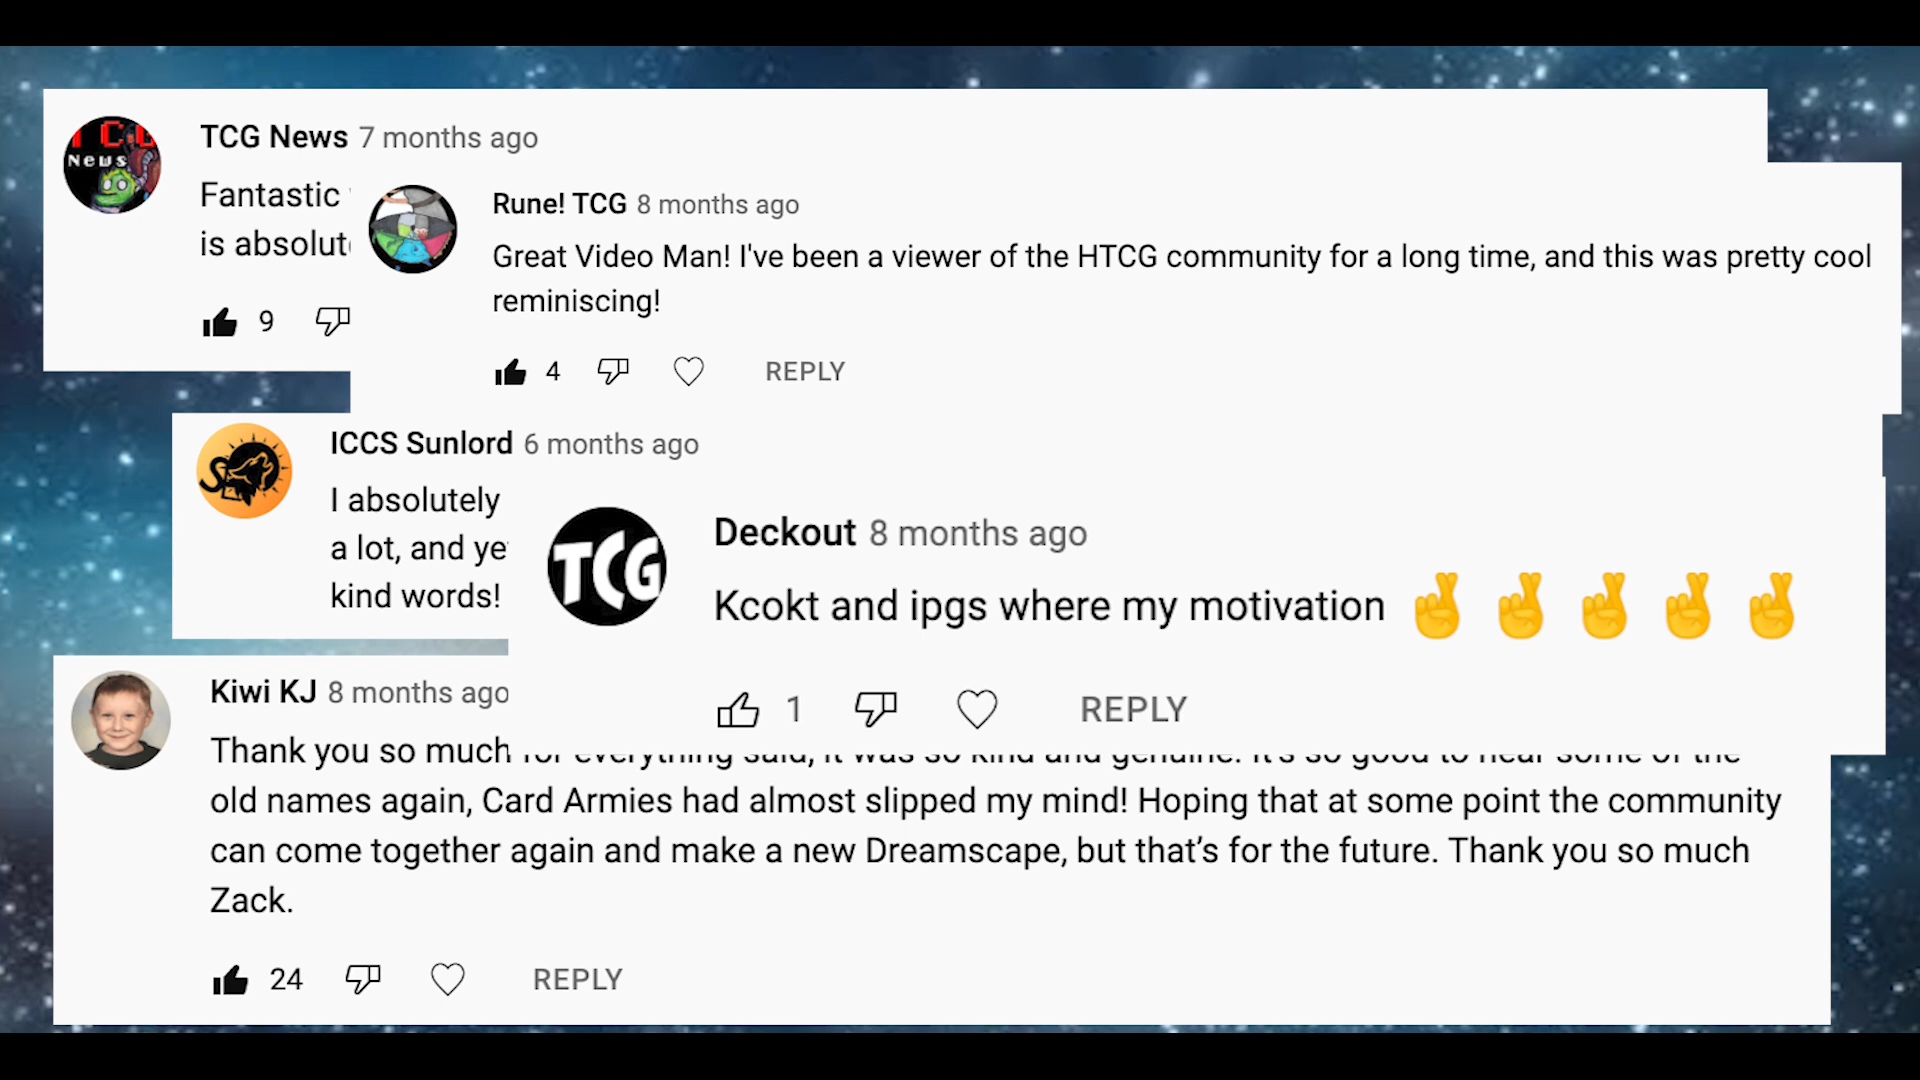 TCG News 7 months ago
News
Fantastic
is absolut
9
Rune! TCG 8 months ago
Great Video Man! I've been a viewer of the HTCG community for a long time, and this was pretty cool
reminiscing!
4 REPLY
ICCS Sunlord 6 months ago
I absolutely
a lot, and ye
kind words!
TCG
Deckout 8 months ago
Kcokt and ipgs where my motivation 🤞 🤞 🤞 🤞 🤞
1 REPLY
Kiwi KJ 8 months ago
Thank you so much for everything said, it was so kind and genuine. It's so good to hear some of the
old names again, Card Armies had almost slipped my mind! Hoping that at some point the community
can come together again and make a new Dreamscape, but that's for the future. Thank you so much
Zack.
24 REPLY